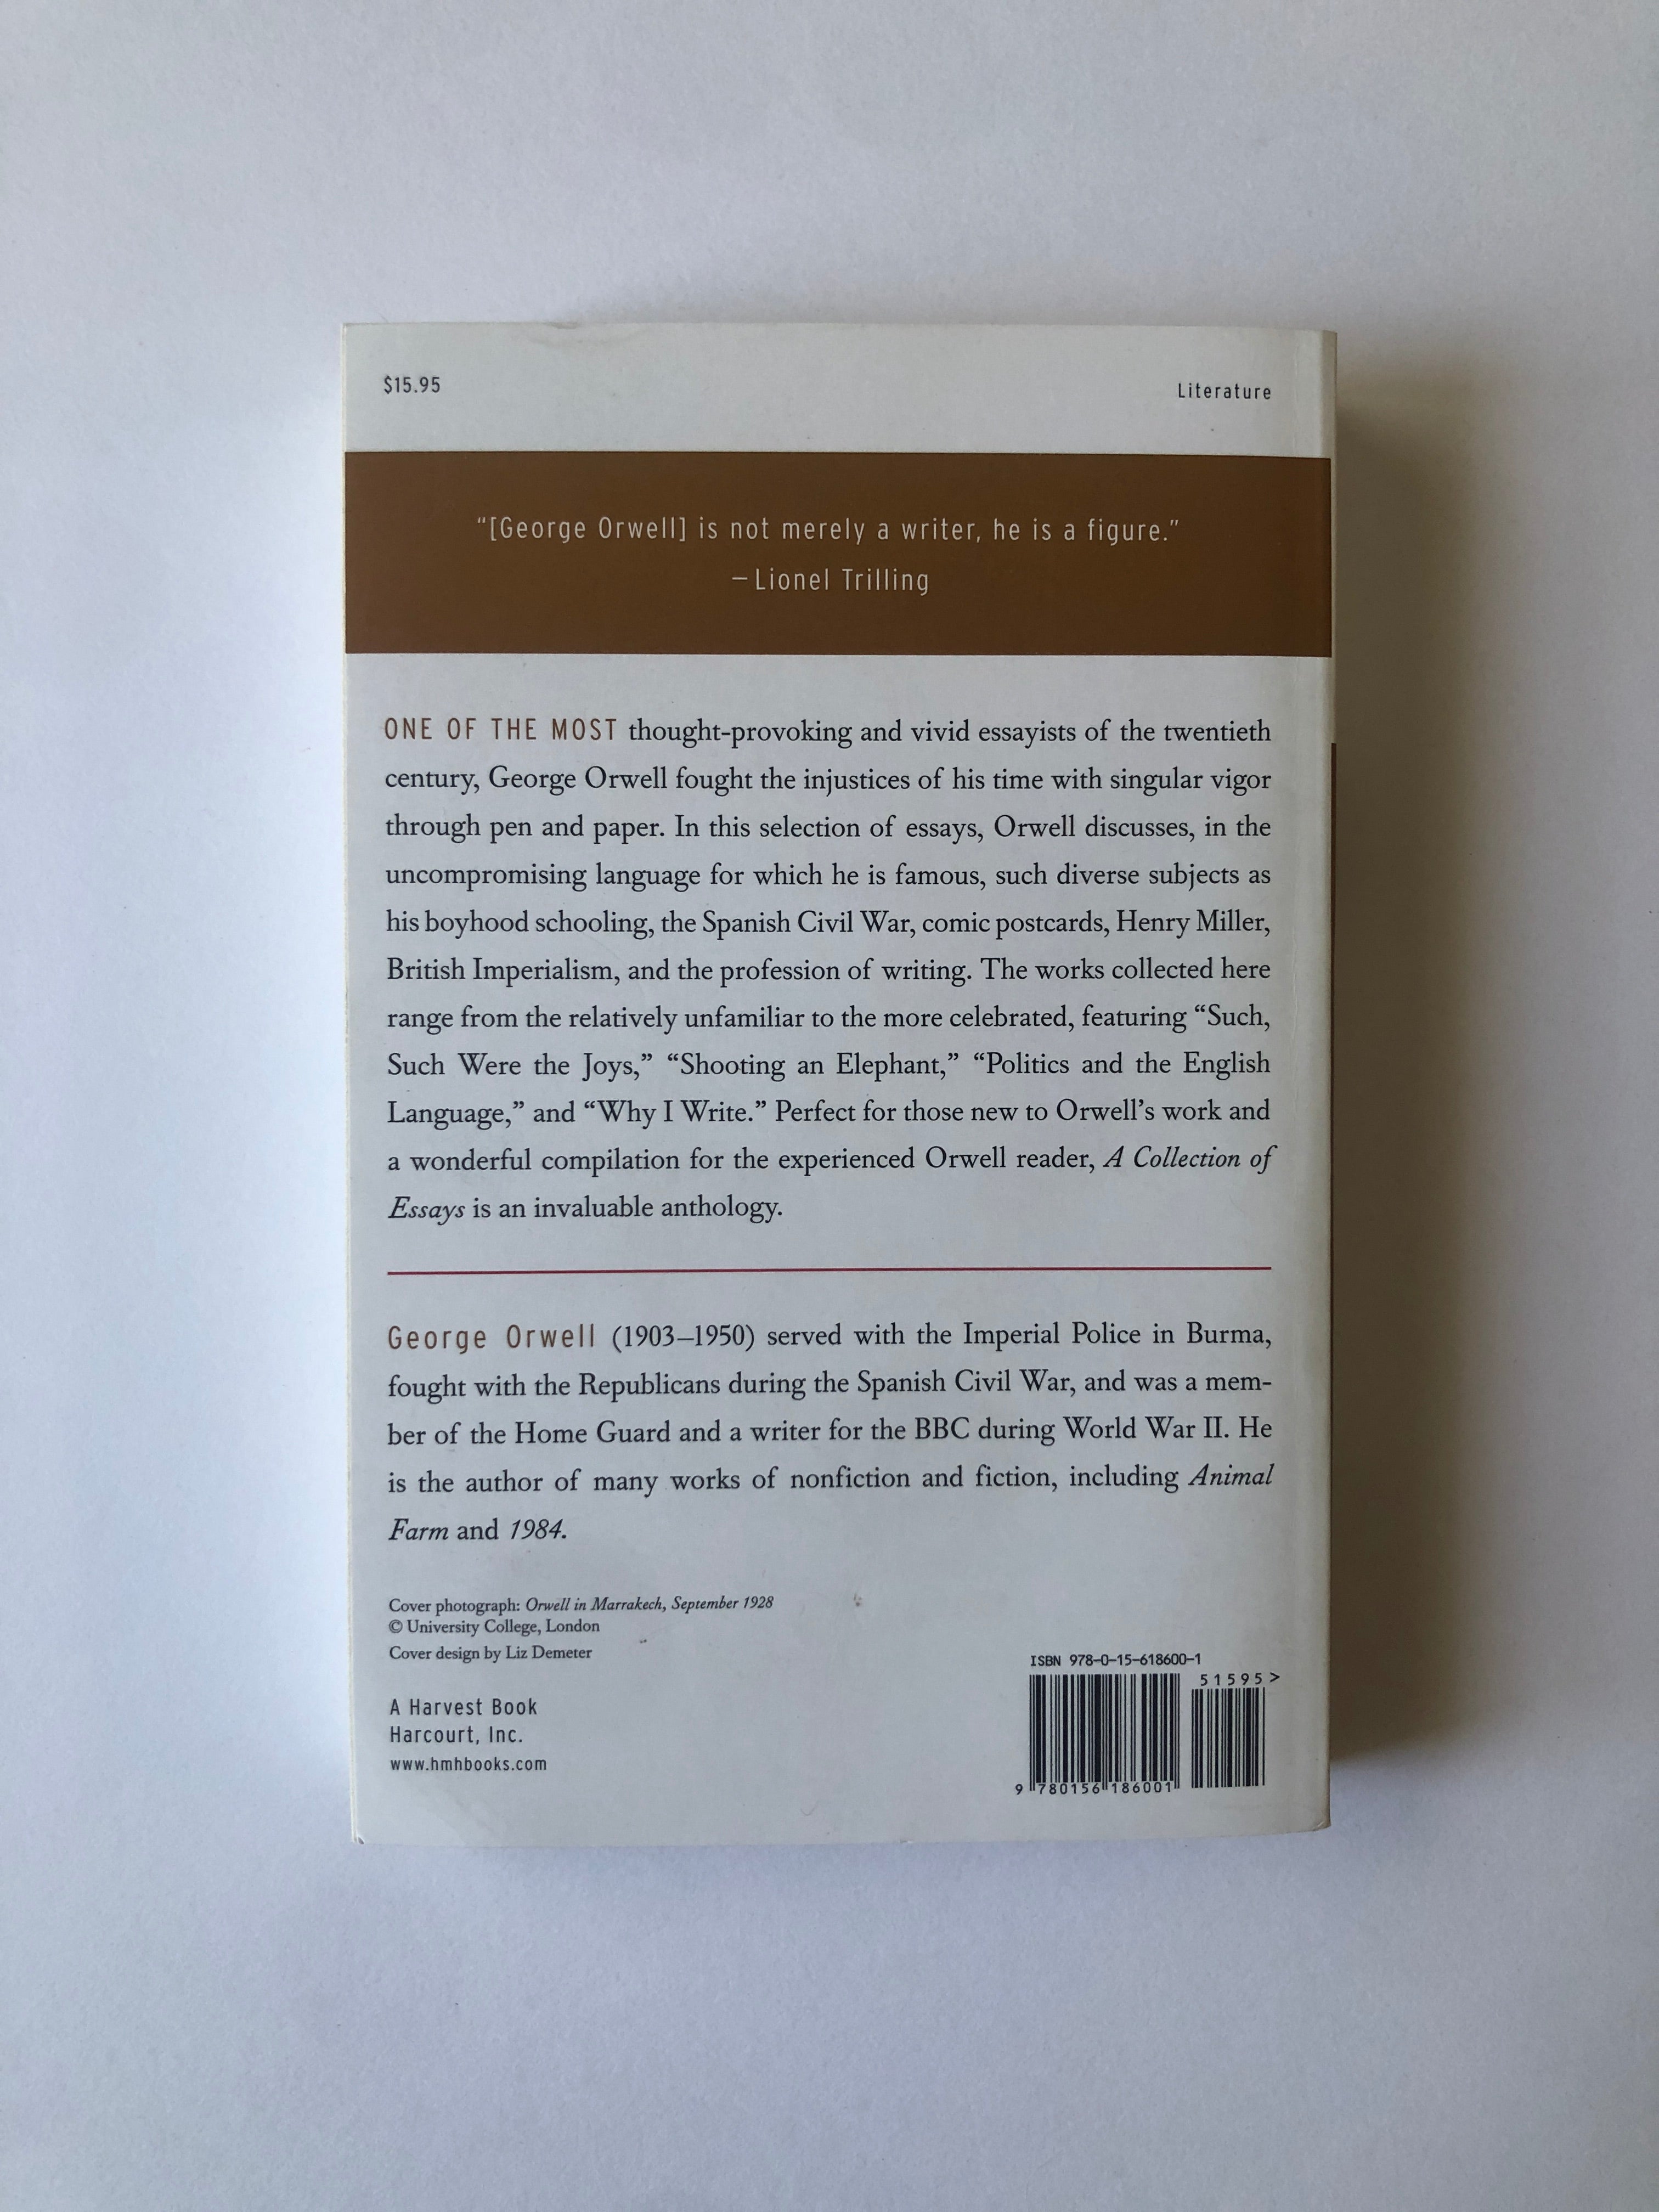 $15.95
Literature
“[George Orwell] is not merely a writer, he is a figure.”
—Lionel Trilling
ONE OF THE MOST thought-provoking and vivid essayists of the twentieth
century, George Orwell fought the injustices of his time with singular vigor
through pen and paper. In this selection of essays, Orwell discusses, in the
uncompromising language for which he is famous, such diverse subjects as
his boyhood schooling, the Spanish Civil War, comic postcards, Henry Miller,
British Imperialism, and the profession of writing. The works collected here
range from the relatively unfamiliar to the more celebrated, featuring “Such,
Such Were the Joys,” “Shooting an Elephant,” “Politics and the English
Language,” and “Why I Write.” Perfect for those new to Orwell’s work and
a wonderful compilation for the experienced Orwell reader, A Collection of
Essays is an invaluable anthology.
George Orwell (1903–1950) served with the Imperial Police in Burma,
fought with the Republicans during the Spanish Civil War, and was a mem-
ber of the Home Guard and a writer for the BBC during World War II. He
is the author of many works of nonfiction and fiction, including Animal
Farm and 1984.
Cover photograph: Orwell in Marrakech, September 1928
© University College, London
Cover design by Liz Demeter
A Harvest Book
Harcourt, Inc.
www.hmhbooks.com
ISBN 978-0-15-618600-1
51595>
9 780156 186001